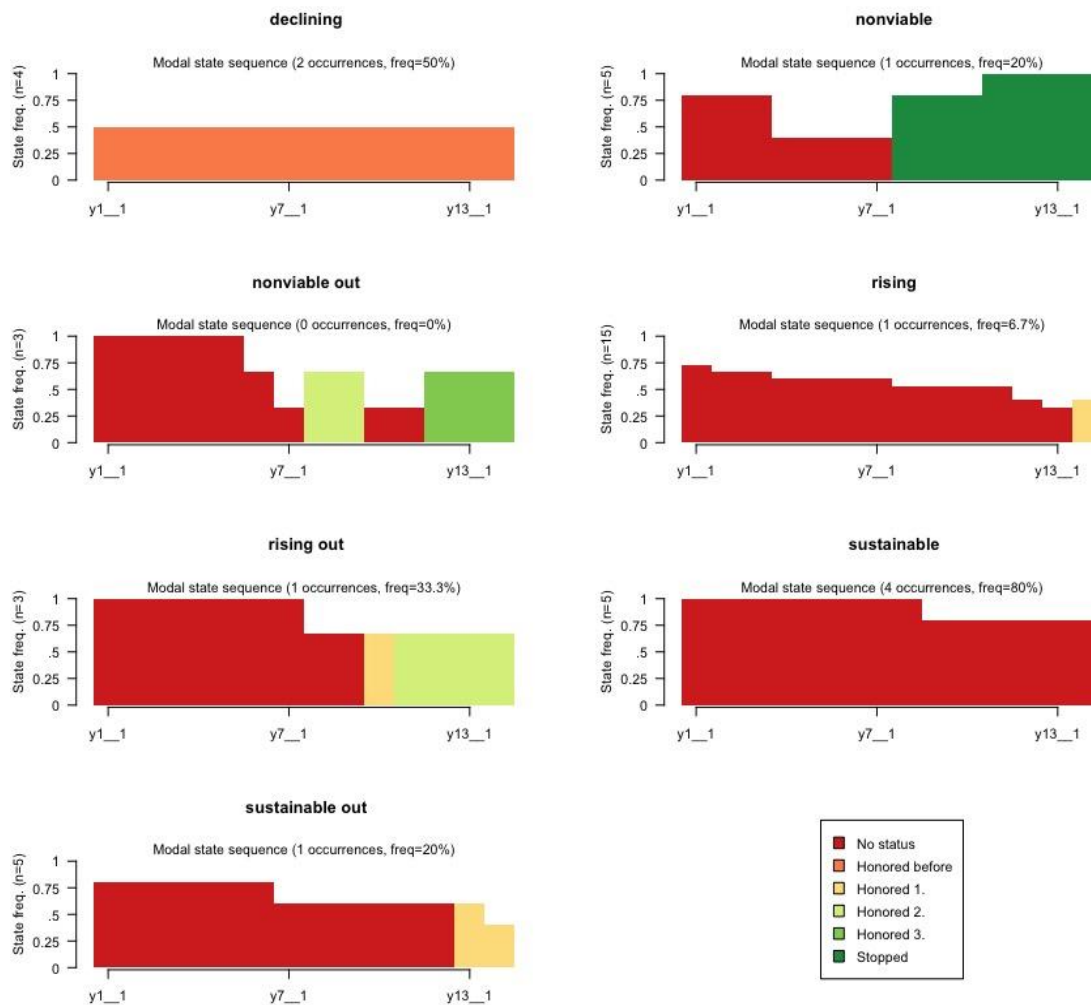 declining
Modal state sequence (2 occurrences, freq=50%)
State freq. (n=4)
1
0.75
.5
0.25
0
y1__1
y7__1
y13__1
nonviable
Modal state sequence (1 occurrences, freq=20%)
State freq. (n=5)
1
0.75
.5
0.25
0
y1__1
y7__1
y13__1
nonviable out
Modal state sequence (0 occurrences, freq=0%)
State freq. (n=3)
1
0.75
.5
0.25
0
y1__1
y7__1
y13__1
rising
Modal state sequence (1 occurrences, freq=6.7%)
State freq. (n=15)
1
0.75
.5
0.25
0
y1__1
y7__1
y13__1
rising out
Modal state sequence (1 occurrences, freq=33.3%)
State freq. (n=3)
1
0.75
.5
0.25
0
y1__1
y7__1
y13__1
sustainable
Modal state sequence (4 occurrences, freq=80%)
State freq. (n=5)
1
0.75
.5
0.25
0
y1__1
y7__1
y13__1
sustainable out
Modal state sequence (1 occurrences, freq=20%)
State freq. (n=5)
1
0.75
.5
0.25
0
y1__1
y7__1
y13__1
No status
Honored before
Honored 1.
Honored 2.
Honored 3.
Stopped